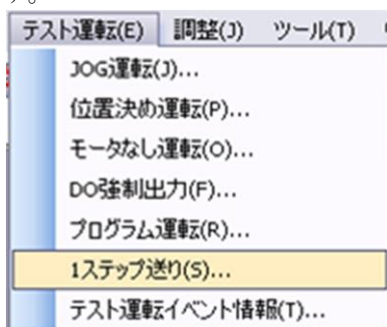 す。
テスト運転(E) 調整(J) ツール(T)
JOG運転(J)...
位置決め運転(P)...
モータなし運転(O)...
DO強制出力(F)...
プログラム運転(R)...
1ステップ送り(S)...
テスト運転イベント情報(T)...